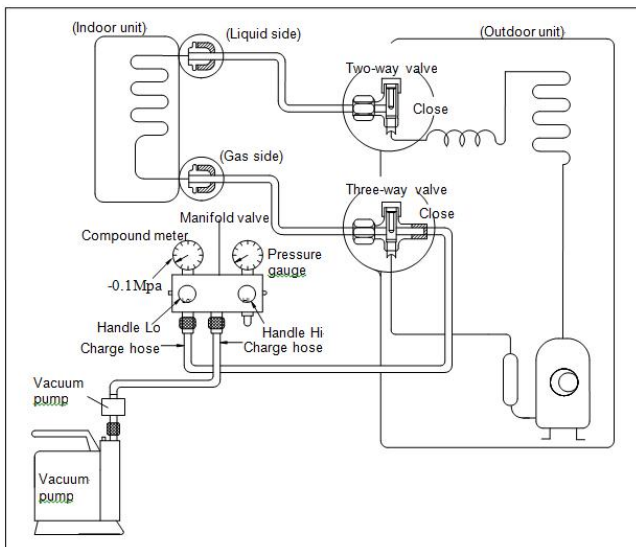 (Indoor unit)
(Liquid side)
(Outdoor unit)
Two-way valve
Close
(Gas side)
Three-way valve
Close
Manifold valve
Compound meter
Pressure
gauge
-0.1Mpa
Lo
Handle Lo
Handle Hi
Charge hose
Charge hose
Vacuum
pump
Vacuum
pump